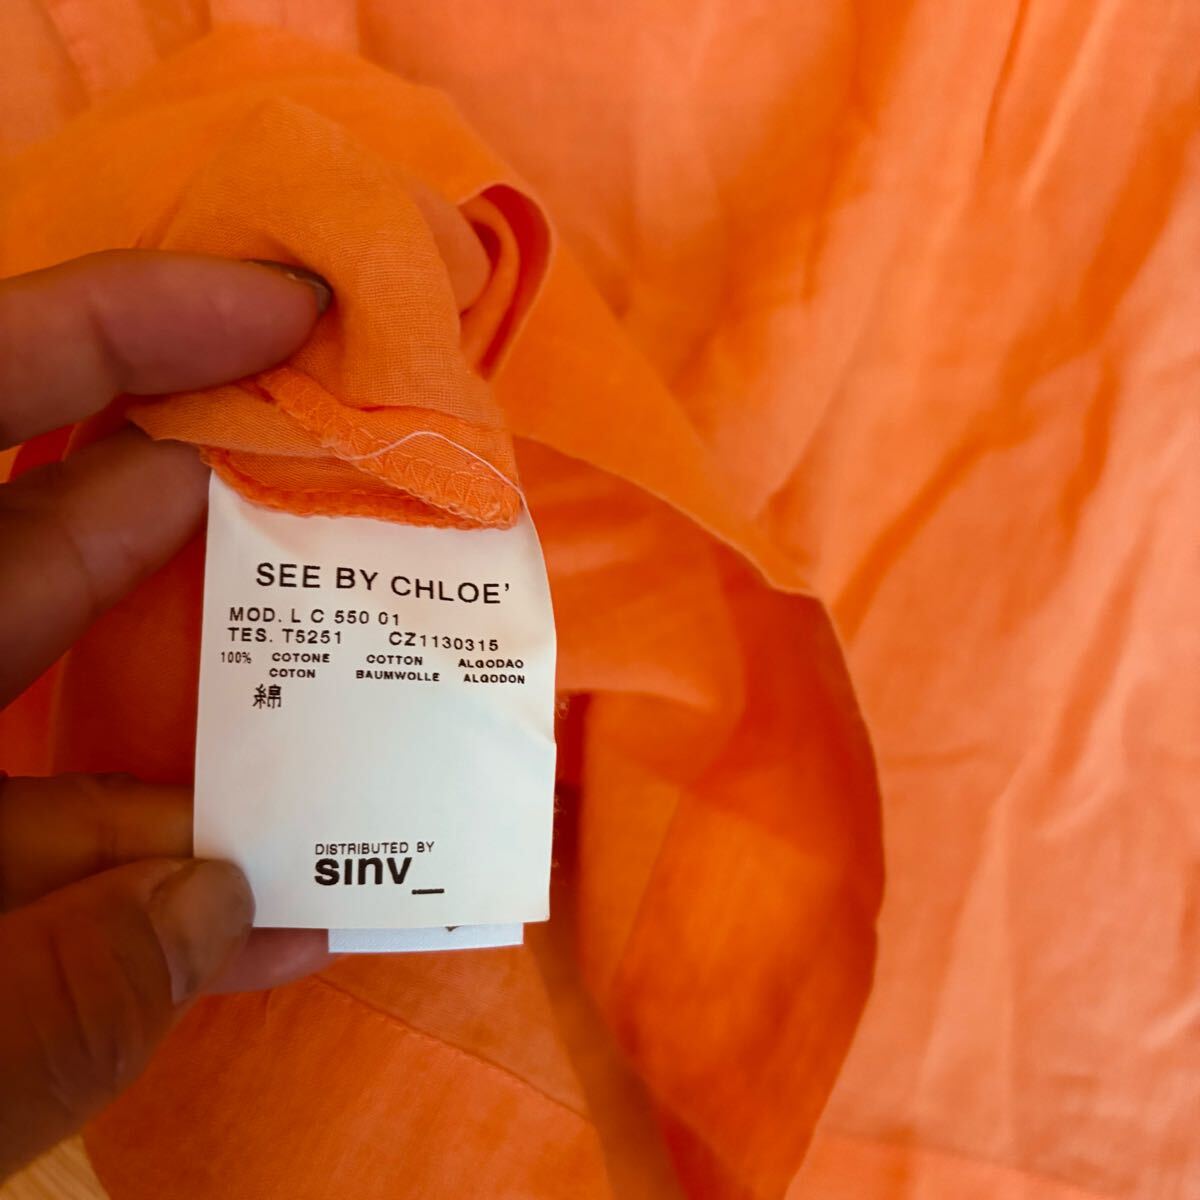 SEE BY CHLOE'
MOD. L C 550 01
TES. T5251 CZ1130315
100% COTONE COTTON ALGODAO
COTON BAUMWOLLE ALGODON
綿
DISTRIBUTED BY
sinv_